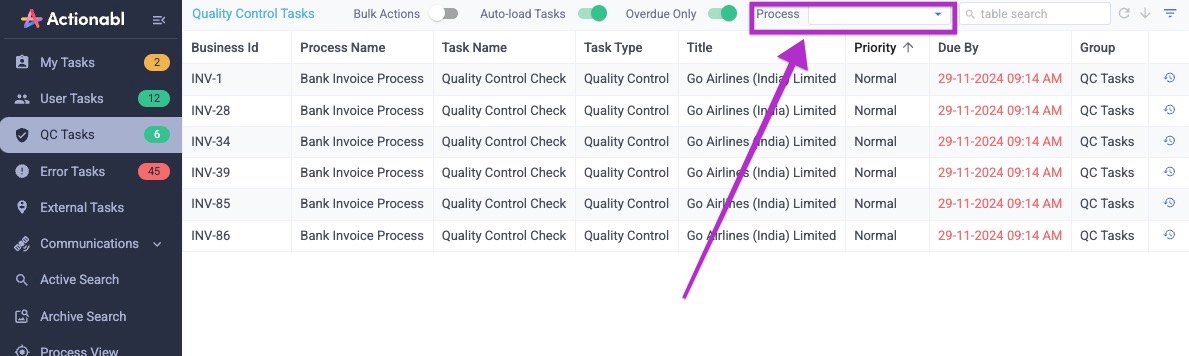 Actionabl
Quality Control Tasks Bulk Actions Auto-load Tasks Overdue Only Process table search
My Tasks 2
User Tasks 12
QC Tasks 6
Error Tasks 45
External Tasks
Communications
Active Search
Archive Search
Process View
Business Id Process Name Task Name Task Type Title Priority Due By Group
INV-1 Bank Invoice Process Quality Control Check Quality Control Go Airlines (India) Limited Normal 29-11-2024 09:14 AM QC Tasks
INV-28 Bank Invoice Process Quality Control Check Quality Control Go Airlines (India) Limited Normal 29-11-2024 09:14 AM QC Tasks
INV-34 Bank Invoice Process Quality Control Check Quality Control Go Airlines (India) Limited Normal 29-11-2024 09:14 AM QC Tasks
INV-39 Bank Invoice Process Quality Control Check Quality Control Go Airlines (India) Limited Normal 29-11-2024 09:14 AM QC Tasks
INV-85 Bank Invoice Process Quality Control Check Quality Control Go Airlines (India) Limited Normal 29-11-2024 09:14 AM QC Tasks
INV-86 Bank Invoice Process Quality Control Check Quality Control Go Airlines (India) Limited Normal 29-11-2024 09:14 AM QC Tasks